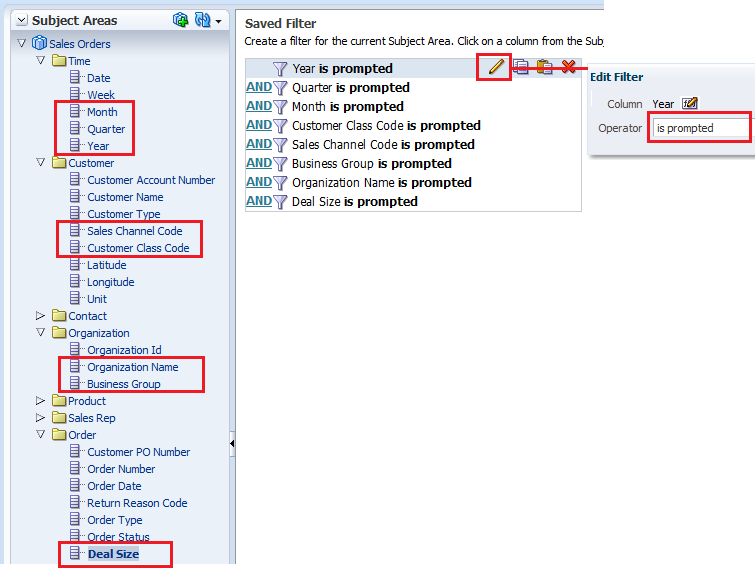 Subject Areas
Sales Orders
Time
Date
Week
Month
Quarter
Year
Customer
Customer Account Number
Customer Name
Customer Type
Sales Channel Code
Customer Class Code
Latitude
Longitude
Unit
Contact
Organization
Organization Id
Organization Name
Business Group
Product
Sales Rep
Order
Customer PO Number
Order Number
Order Date
Return Reason Code
Order Type
Order Status
Deal Size
Saved Filter
Create a filter for the current Subject Area. Click on a column from the Sub
Year is prompted
AND Quarter is prompted
AND Month is prompted
AND Customer Class Code is prompted
AND Sales Channel Code is prompted
AND Business Group is prompted
AND Organization Name is prompted
AND Deal Size is prompted
Edit Filter
Column Year
Operator is prompted